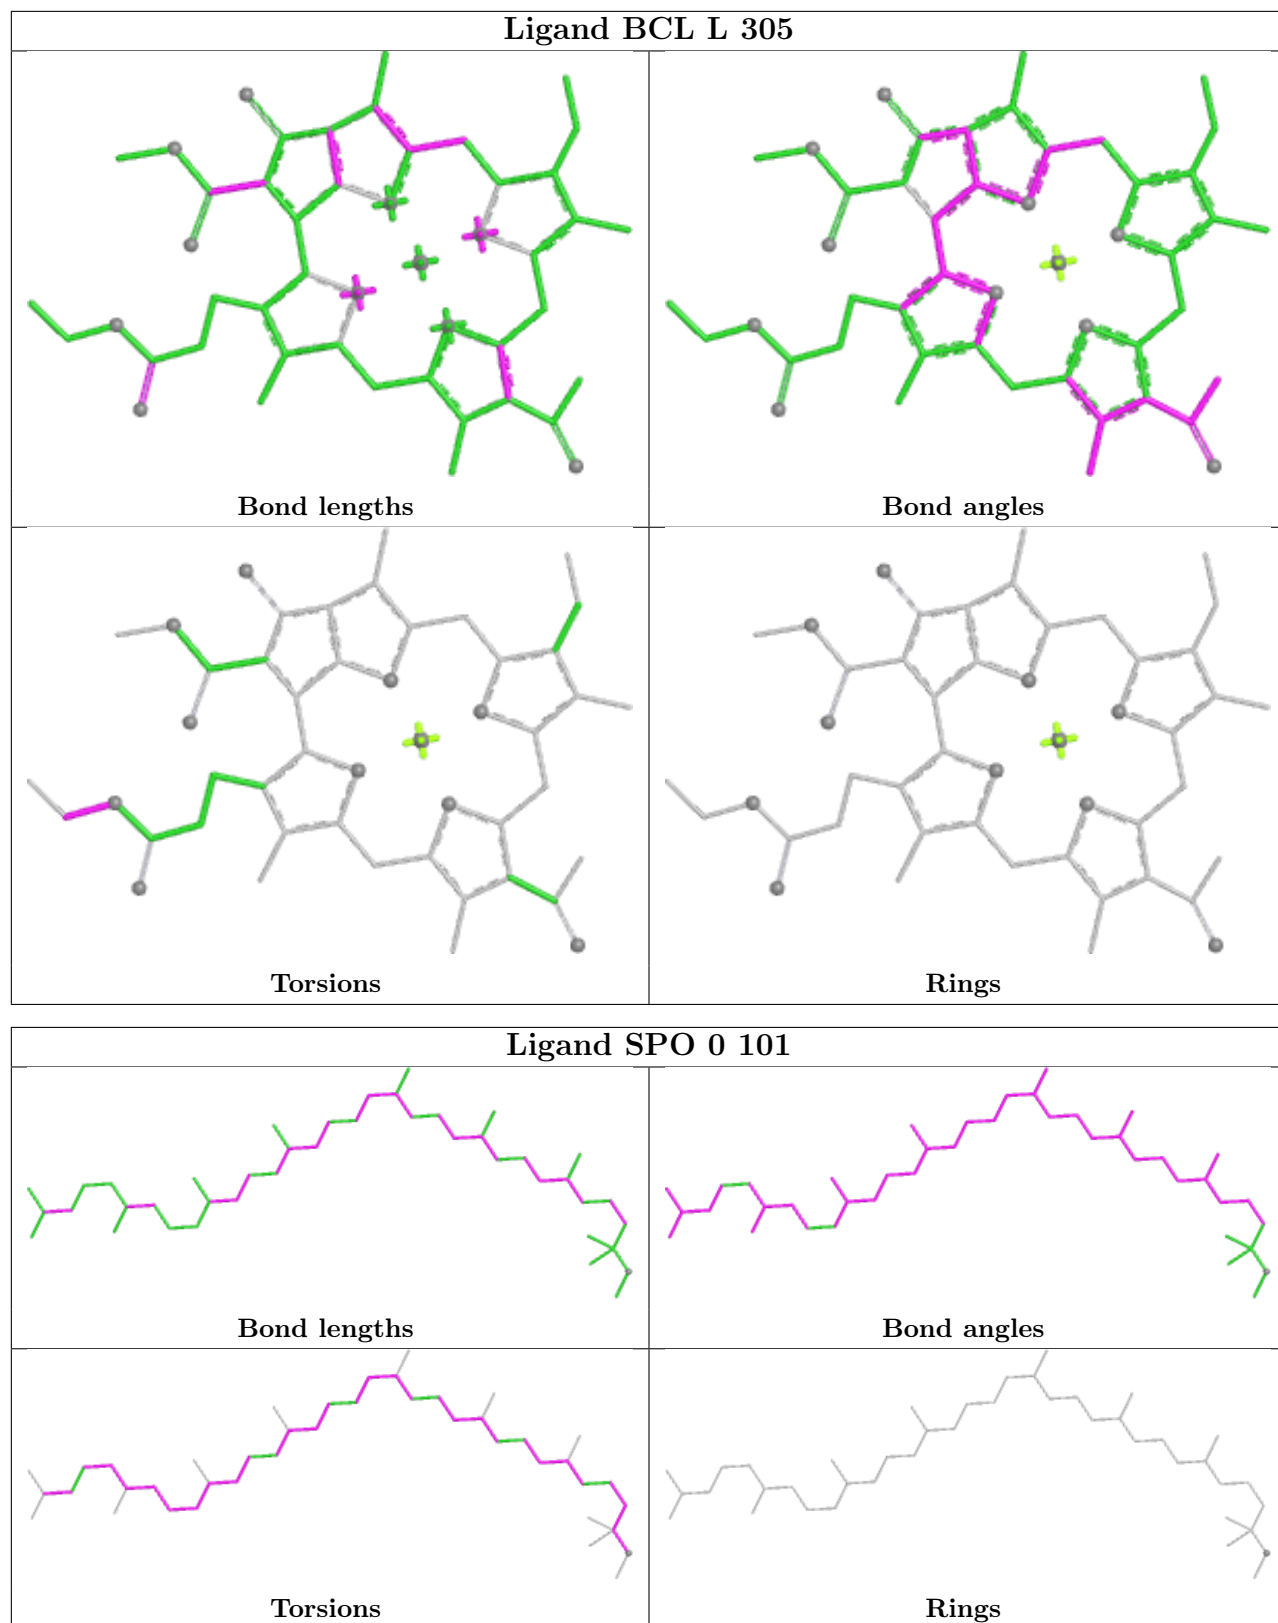 Ligand BCL L 305
Bond lengths
Bond angles
Torsions
Rings
Ligand SPO 0 101
Bond lengths
Bond angles
Torsions
Rings